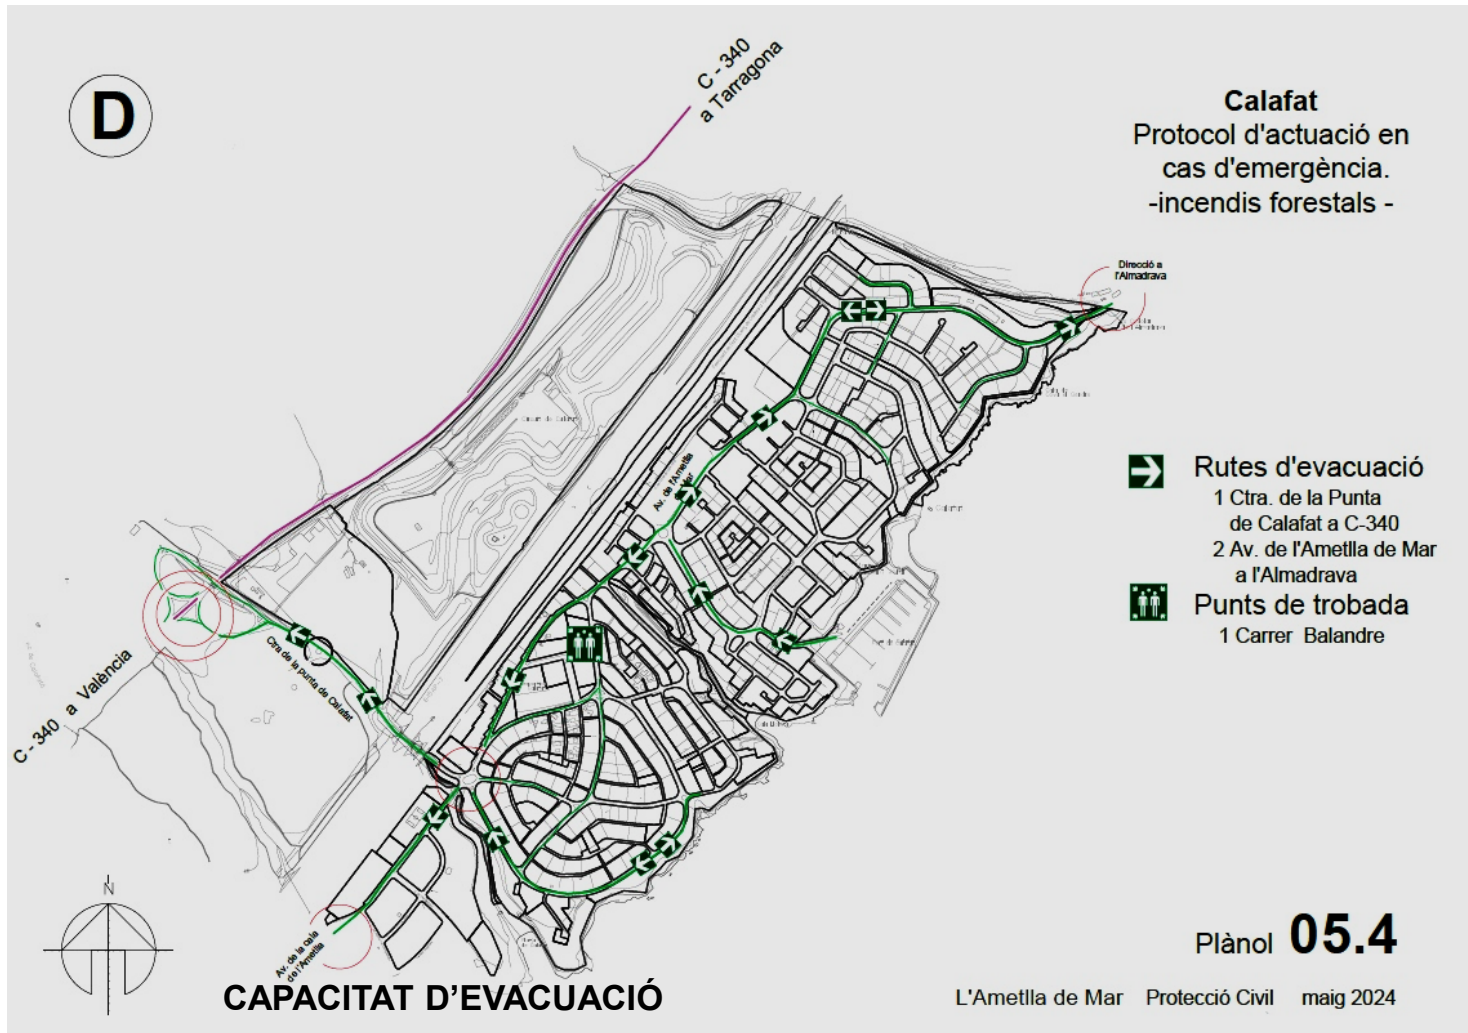 D
C - 340
a Tarragona
Calafat
Protocol d'actuació en
cas d'emergència.
-incendis forestals -
Direcció a
l'Almadrava
Av. de l'Ametlla
de Mar
Rutes d'evacuació
1 Ctra. de la Punta
de Calafat a C-340
2 Av. de l'Ametlla de Mar
a l'Almadrava
Punts de trobada
1 Carrer Balandre
Ctra de la punta de Calafat
C - 340 a València
Av. de la cala
de l'Ametlla
N
CAPACITAT D'EVACUACIÓ
Plànol 05.4
L'Ametlla de Mar Protecció Civil maig 2024